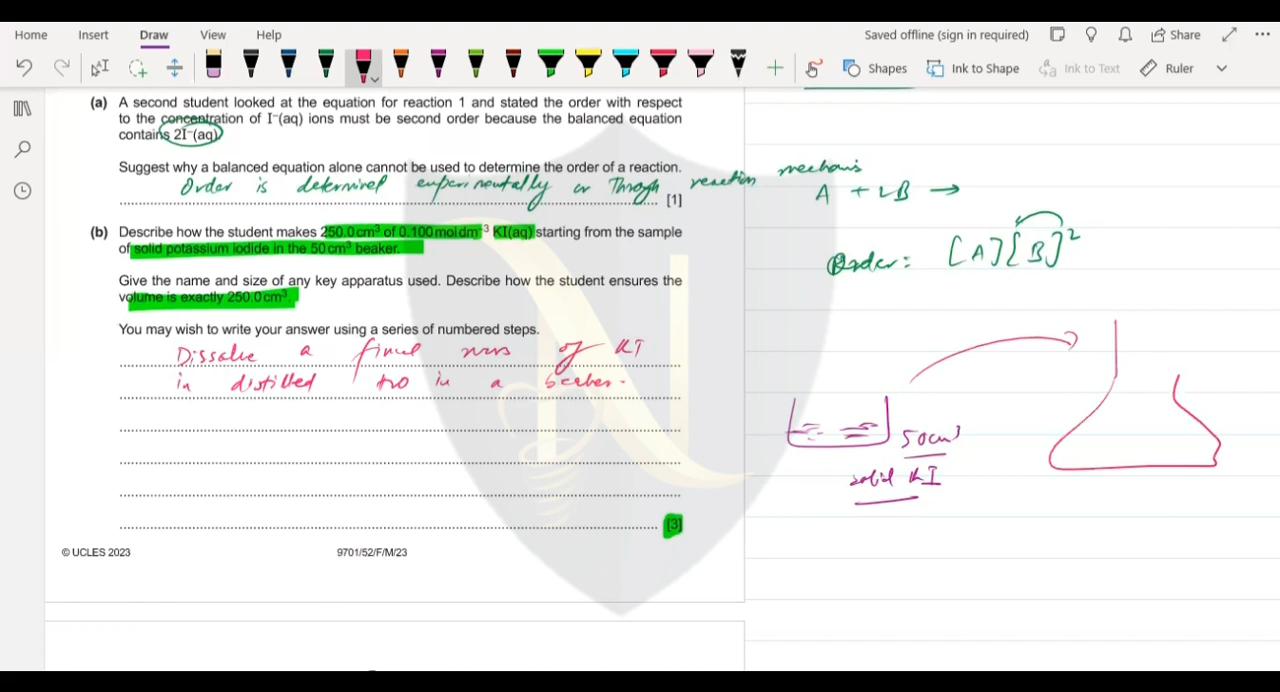 Home Insert Draw View Help Saved offline (sign in required) Share
Shapes Ink to Shape Ink to Text Ruler
(a) A second student looked at the equation for reaction 1 and stated the order with respect
to the concentration of I⁻(aq) ions must be second order because the balanced equation
contains 2I⁻(aq).
Suggest why a balanced equation alone cannot be used to determine the order of a reaction.
Order is determined experimentally or Through reaction mechanis
[1]
A + 2B →
Order: [A][B]²
(b) Describe how the student makes 250.0 cm³ of 0.100 mol dm⁻³ KI(aq) starting from the sample
of solid potassium iodide in the 50 cm³ beaker.
Give the name and size of any key apparatus used. Describe how the student ensures the
volume is exactly 250.0 cm³.
You may wish to write your answer using a series of numbered steps.
Dissolve a mass of KI
in distilled in a beaker.
50cm³
solid KI
[3]
© UCLES 2023 9701/52/F/M/23